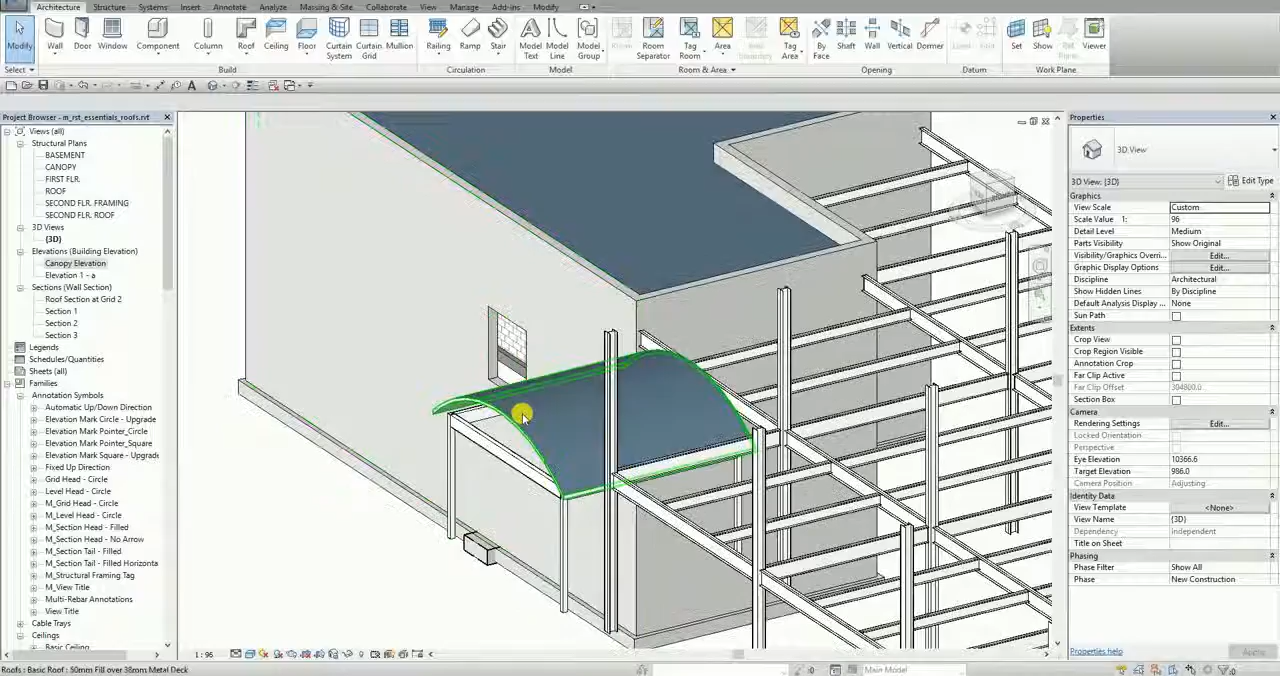 Architecture Structure Systems Insert Annotate Analyze Massing & Site Collaborate View Manage Add-ins Modify
Modify Wall Door Window Component Column Roof Ceiling Floor Curtain System Curtain Grid Mullion Railing Ramp Stair Model Text Model Line Model Group Room Separator Tag Room Area Tag Area By Face Shaft Wall Vertical Dormer Set Show Viewer
Select Build Circulation Model Room & Area Opening Datum Work Plane
Project Browser - m_rst_essentials_roofs.rvt
Views (all)
Structural Plans
BASEMENT
CANOPY
FIRST FLR.
ROOF
SECOND FLR. FRAMING
SECOND FLR. ROOF
3D Views
{3D}
Elevations (Building Elevation)
Canopy Elevation
Elevation 1 - a
Sections (Wall Section)
Roof Section at Grid 2
Section 1
Section 2
Section 3
Legends
Schedules/Quantities
Sheets (all)
Families
Annotation Symbols
Automatic Up/Down Direction
Elevation Mark Circle - Upgrade
Elevation Mark Pointer_Circle
Elevation Mark Pointer_Square
Elevation Mark Square - Upgrade
Fixed Up Direction
Grid Head - Circle
Level Head - Circle
M_Grid Head - Circle
M_Level Head - Circle
M_Section Head - Filled
M_Section Head - No Arrow
M_Section Tail - Filled
M_Section Tail - Filled Horizonta
M_Structural Framing Tag
M_View Title
Multi-Rebar Annotations
View Title
Cable Trays
Ceilings
Basic Ceiling
1 : 96
Properties
3D View
3D View: {3D} Edit Type
Graphics
View Scale Custom
Scale Value 1: 96
Detail Level Medium
Parts Visibility Show Original
Visibility/Graphics Overri... Edit...
Graphic Display Options Edit...
Discipline Architectural
Show Hidden Lines By Discipline
Default Analysis Display ... None
Sun Path
Extents
Crop View
Crop Region Visible
Annotation Crop
Far Clip Active
Far Clip Offset 304800.0
Section Box
Camera
Rendering Settings Edit...
Locked Orientation
Perspective
Eye Elevation 10366.6
Target Elevation 986.0
Camera Position Adjusting
Identity Data
View Template <None>
View Name {3D}
Dependency Independent
Title on Sheet
Phasing
Phase Filter Show All
Phase New Construction
Properties help Apply
Roofs : Basic Roof : 50mm Fill over 38mm Metal Deck :0 Main Model :0